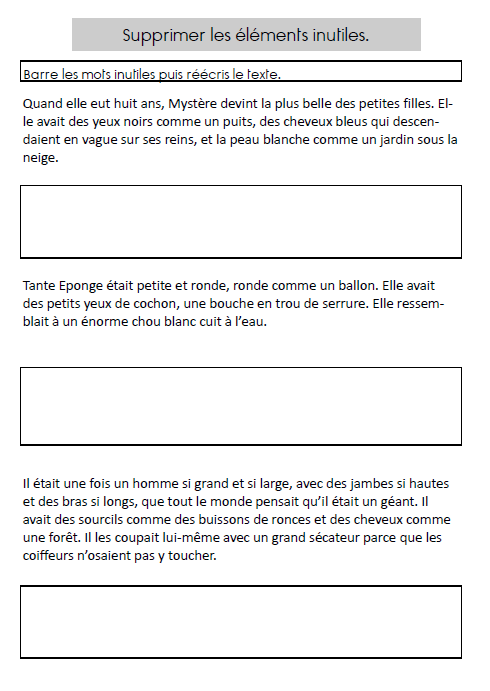 Supprimer les éléments inutiles.
Barre les mots inutiles puis réécris le texte.
Quand elle eut huit ans, Mystère devint la plus belle des petites filles. El-
le avait des yeux noirs comme un puits, des cheveux bleus qui descen-
daient en vague sur ses reins, et la peau blanche comme un jardin sous la
neige.
Tante Eponge était petite et ronde, ronde comme un ballon. Elle avait
des petits yeux de cochon, une bouche en trou de serrure. Elle ressem-
blait à un énorme chou blanc cuit à l'eau.
Il était une fois un homme si grand et si large, avec des jambes si hautes
et des bras si longs, que tout le monde pensait qu'il était un géant. Il
avait des sourcils comme des buissons de ronces et des cheveux comme
une forêt. Il les coupait lui-même avec un grand sécateur parce que les
coiffeurs n'osaient pas y toucher.